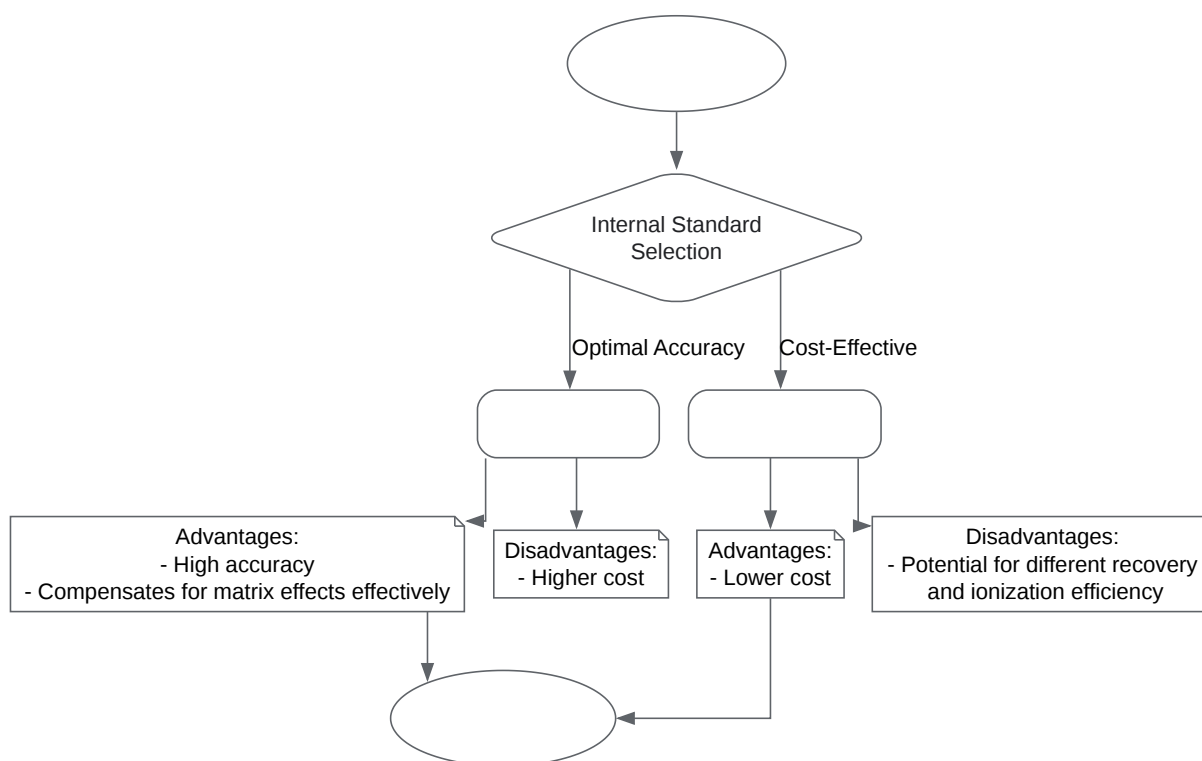 Internal Standard
Selection
Optimal Accuracy
Cost-Effective
Advantages:
- High accuracy
- Compensates for matrix effects effectively
Disadvantages:
- Higher cost
Advantages:
- Lower cost
Disadvantages:
- Potential for different recovery
and ionization efficiency